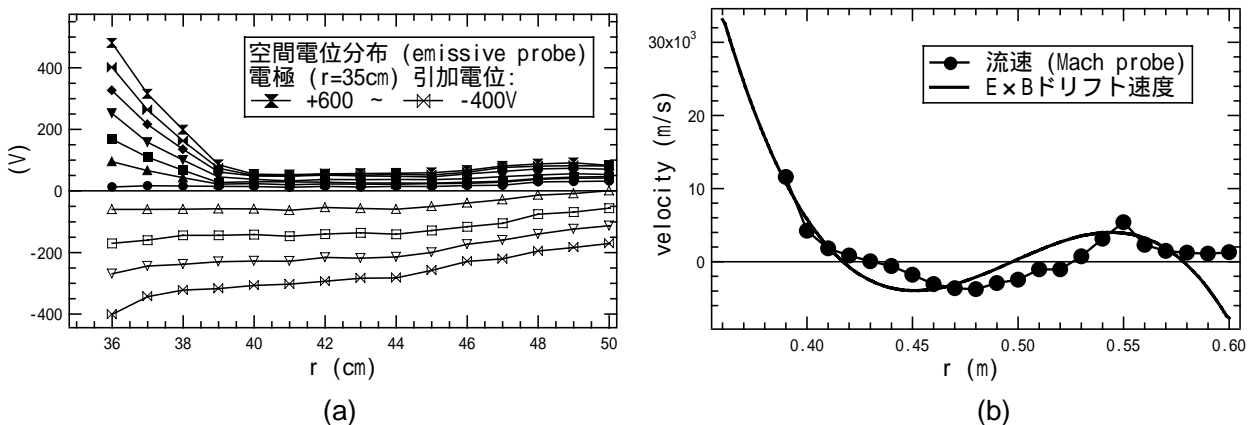 空間電位分布 (emissive probe)
電極 (r=35cm) 引加電位:
+600 ~ -400V
(V)
400
200
0
-200
-400
36 38 40 42 44 46 48 50
r (cm)
(a)
流速 (Mach probe)
E×Bドリフト速度
velocity (m/s)
30x10³
20
10
0
0.40 0.45 0.50 0.55 0.60
r (m)
(b)